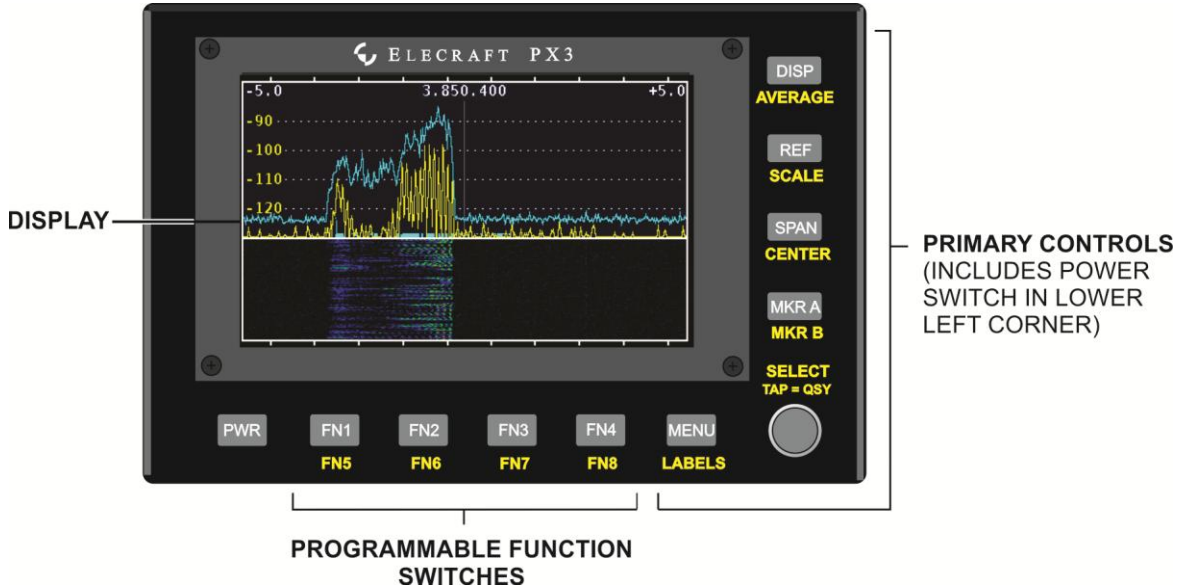 ELECRAFT PX3
-5.0 3.850.400 +5.0
-90
-100
-110
-120
DISP
AVERAGE
REF
SCALE
SPAN
CENTER
MKR A
MKR B
SELECT
TAP = QSY
DISPLAY
PRIMARY CONTROLS
(INCLUDES POWER
SWITCH IN LOWER
LEFT CORNER)
PWR FN1 FN2 FN3 FN4 MENU
FN5 FN6 FN7 FN8 LABELS
PROGRAMMABLE FUNCTION
SWITCHES